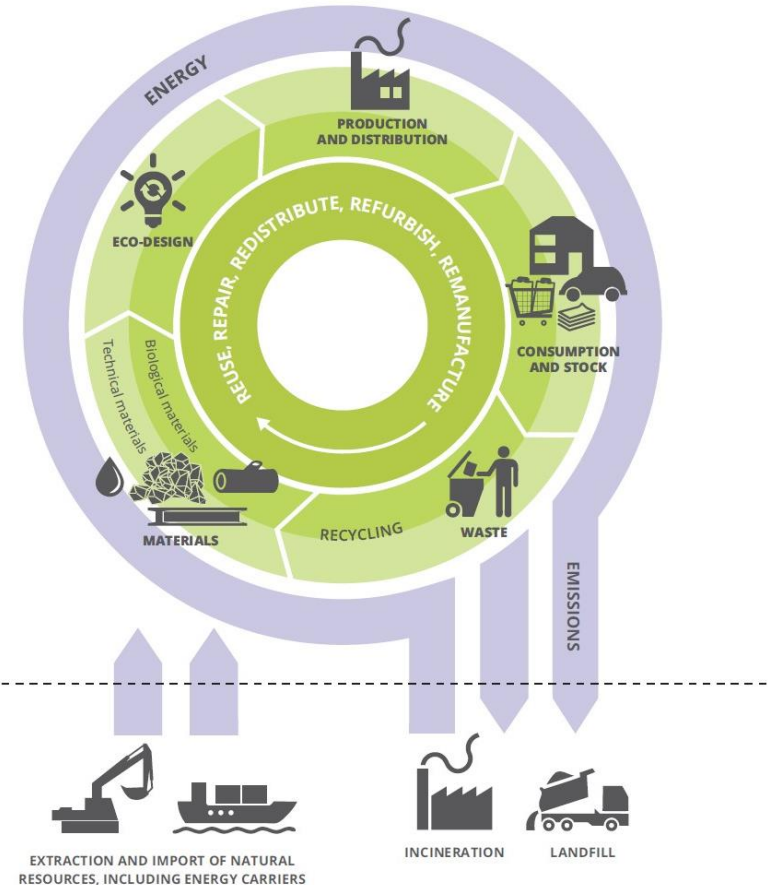 ENERGY
PRODUCTION
AND DISTRIBUTION
ECO-DESIGN
REUSE, REPAIR, REDISTRIBUTE, REFURBISH, REMANUFACTURE
CONSUMPTION
AND STOCK
Technical materials
Biological materials
MATERIALS
RECYCLING
WASTE
EMISSIONS
EXTRACTION AND IMPORT OF NATURAL
RESOURCES, INCLUDING ENERGY CARRIERS
INCINERATION
LANDFILL